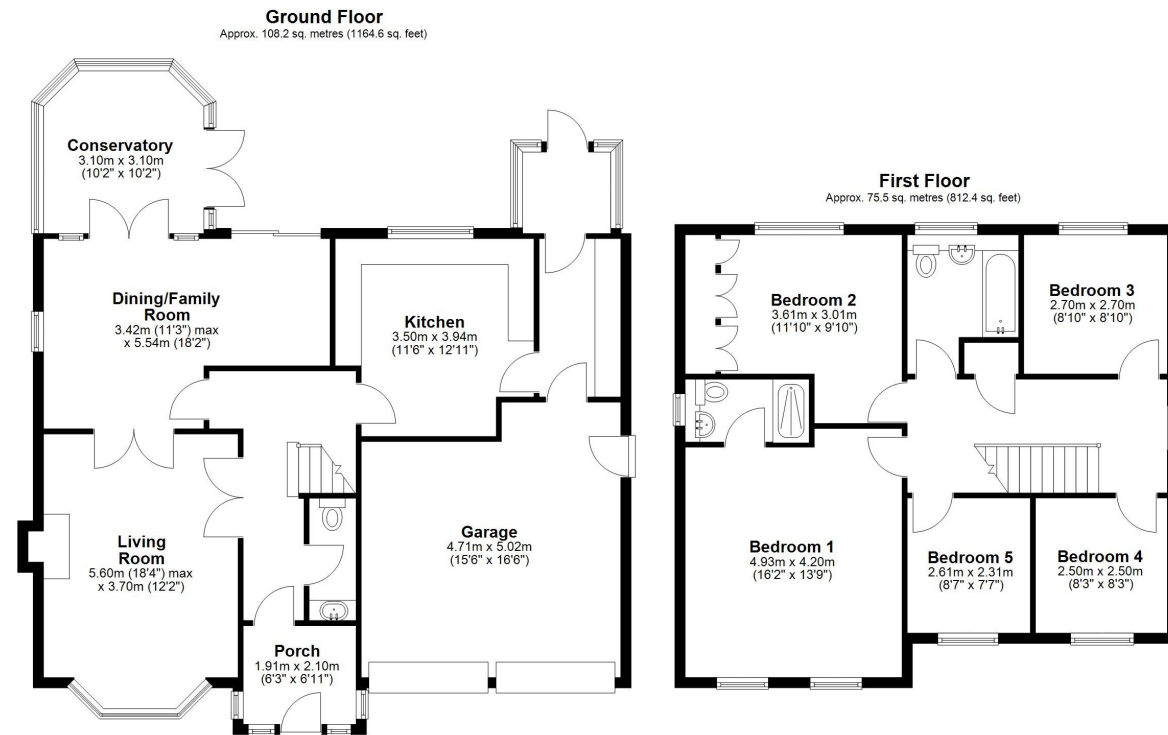 Ground Floor
Approx. 108.2 sq. metres (1164.6 sq. feet)
Conservatory
3.10m x 3.10m
(10'2" x 10'2")
Dining/Family
Room
3.42m (11'3") max
x 5.54m (18'2")
Kitchen
3.50m x 3.94m
(11'6" x 12'11")
Living
Room
5.60m (18'4") max
x 3.70m (12'2")
Garage
4.71m x 5.02m
(15'6" x 16'6")
Porch
1.91m x 2.10m
(6'3" x 6'11")
First Floor
Approx. 75.5 sq. metres (812.4 sq. feet)
Bedroom 2
3.61m x 3.01m
(11'10" x 9'10")
Bedroom 3
2.70m x 2.70m
(8'10" x 8'10")
Bedroom 1
4.93m x 4.20m
(16'2" x 13'9")
Bedroom 5
2.61m x 2.31m
(8'7" x 7'7")
Bedroom 4
2.50m x 2.50m
(8'3" x 8'3")